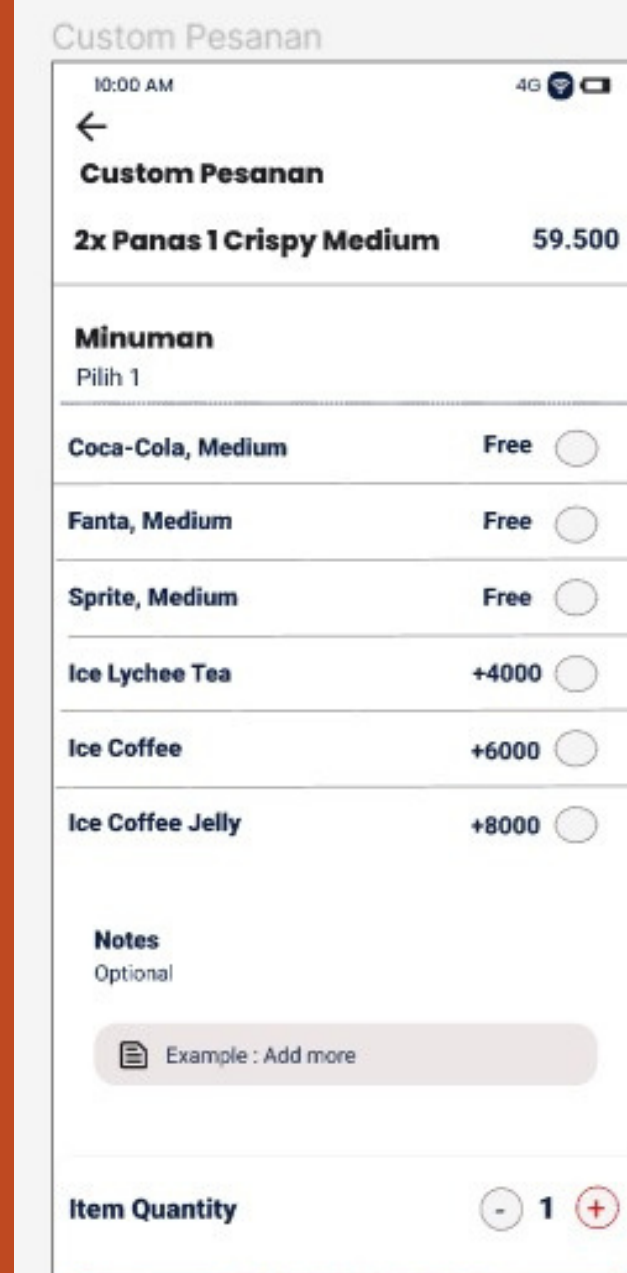 Custom Pesanan
10:00 AM 4G
Custom Pesanan
2x Panas 1 Crispy Medium 59.500
Minuman
Pilih 1
Coca-Cola, Medium Free
Fanta, Medium Free
Sprite, Medium Free
Ice Lychee Tea +4000
Ice Coffee +6000
Ice Coffee Jelly +8000
Notes
Optional
Example : Add more
Item Quantity - 1 +